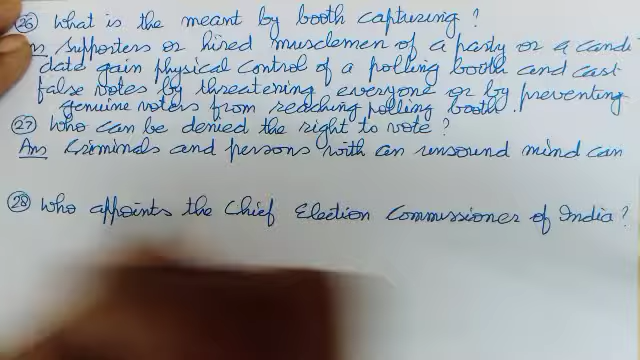 (26) What is the meant by booth capturing ?
Ans Supporters or hired musclemen of a party or a candi-
date gain physical control of a polling booth and cast
false votes by threatening everyone or by preventing
genuine voters from reaching polling booth.
(27) Who can be denied the right to vote ?
Ans Criminals and persons with an unsound mind can
(28) Who appoints the Chief Election Commissioner of India ?